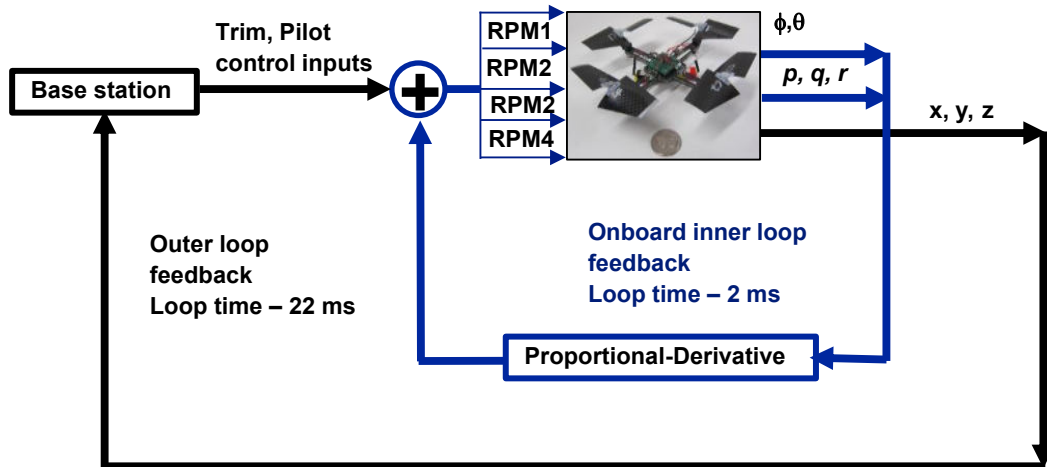 Trim, Pilot
control inputs
Base station
RPM1
RPM2
RPM2
RPM4
ϕ,θ
p, q, r
x, y, z
Outer loop
feedback
Loop time – 22 ms
Onboard inner loop
feedback
Loop time – 2 ms
Proportional-Derivative